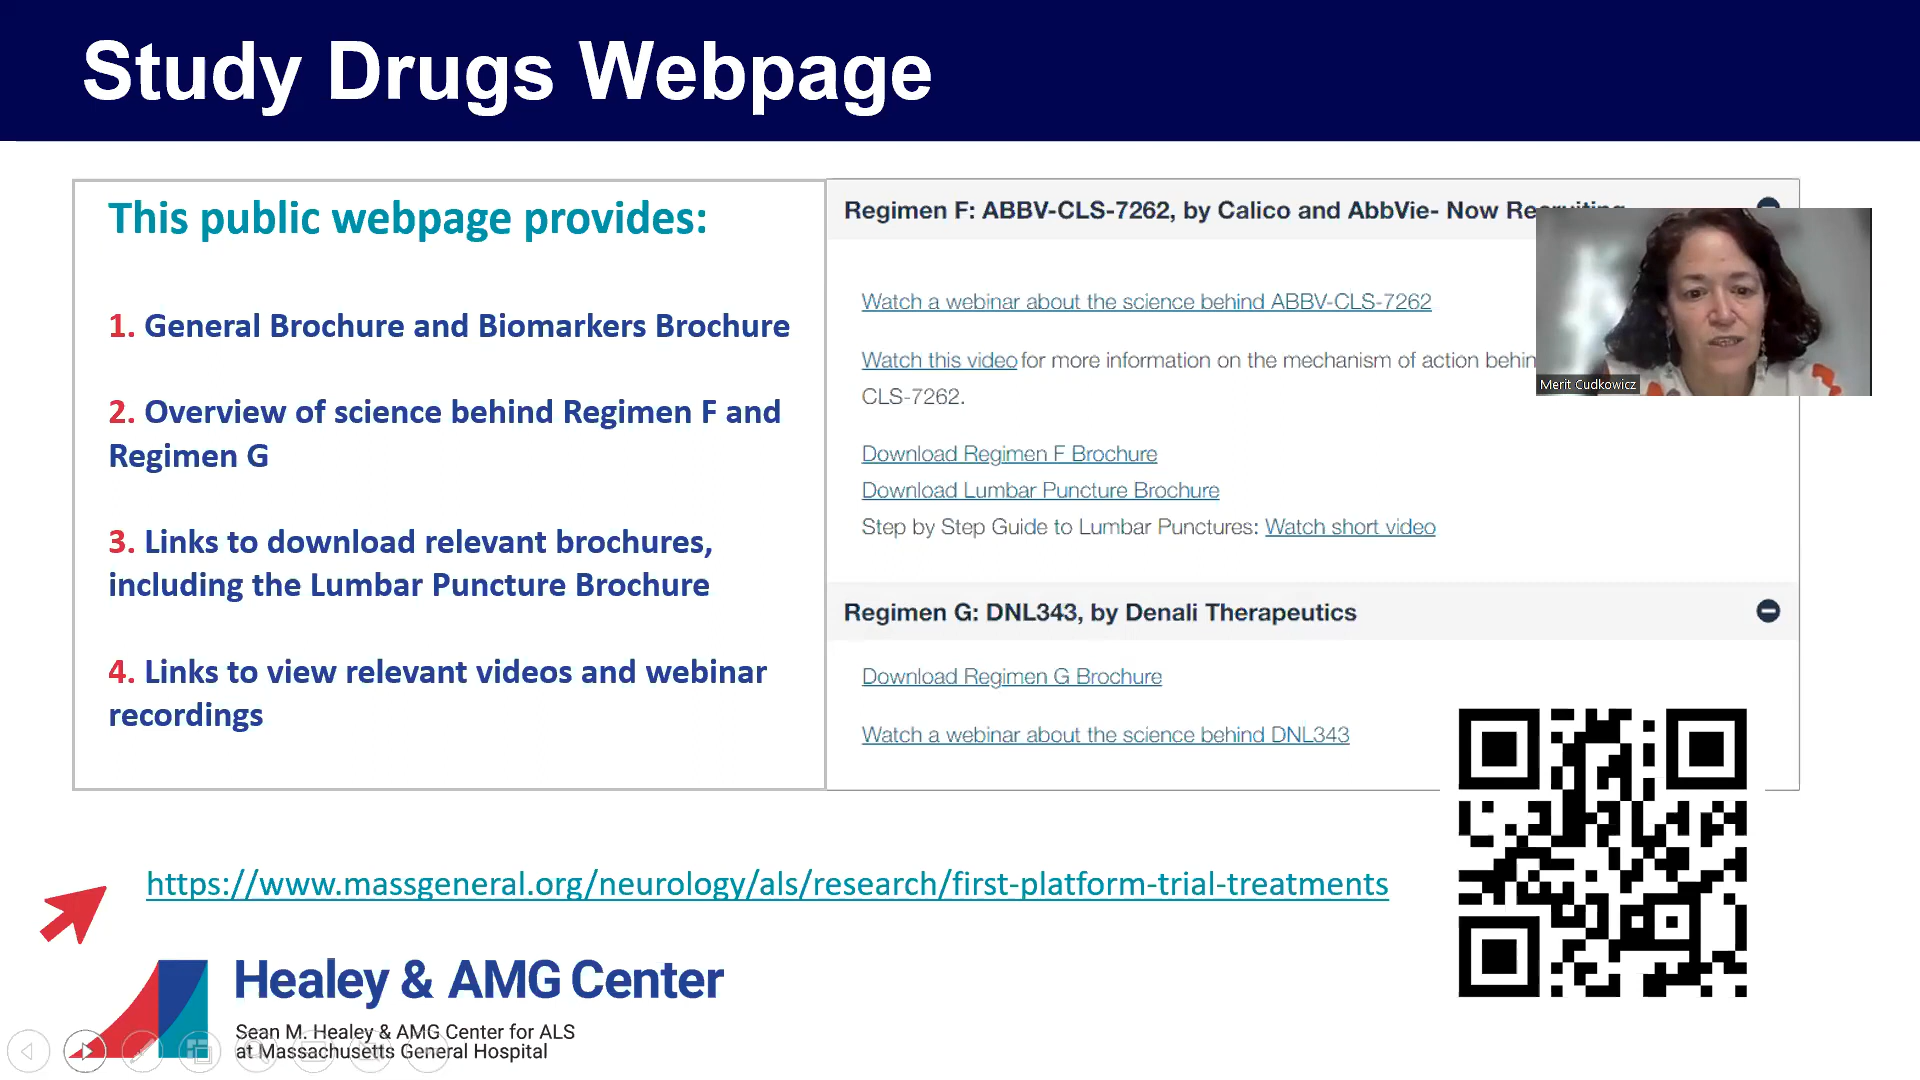 Study Drugs Webpage
This public webpage provides:
1. General Brochure and Biomarkers Brochure
2. Overview of science behind Regimen F and
Regimen G
3. Links to download relevant brochures,
including the Lumbar Puncture Brochure
4. Links to view relevant videos and webinar
recordings
Regimen F: ABBV-CLS-7262, by Calico and AbbVie- Now Recruiting
Watch a webinar about the science behind ABBV-CLS-7262
Watch this video for more information on the mechanism of action behin
CLS-7262.
Download Regimen F Brochure
Download Lumbar Puncture Brochure
Step by Step Guide to Lumbar Punctures: Watch short video
Merit Cudkowicz
Regimen G: DNL343, by Denali Therapeutics
Download Regimen G Brochure
Watch a webinar about the science behind DNL343
https://www.massgeneral.org/neurology/als/research/first-platform-trial-treatments
Healey & AMG Center
Sean M. Healey & AMG Center for ALS
at Massachusetts General Hospital